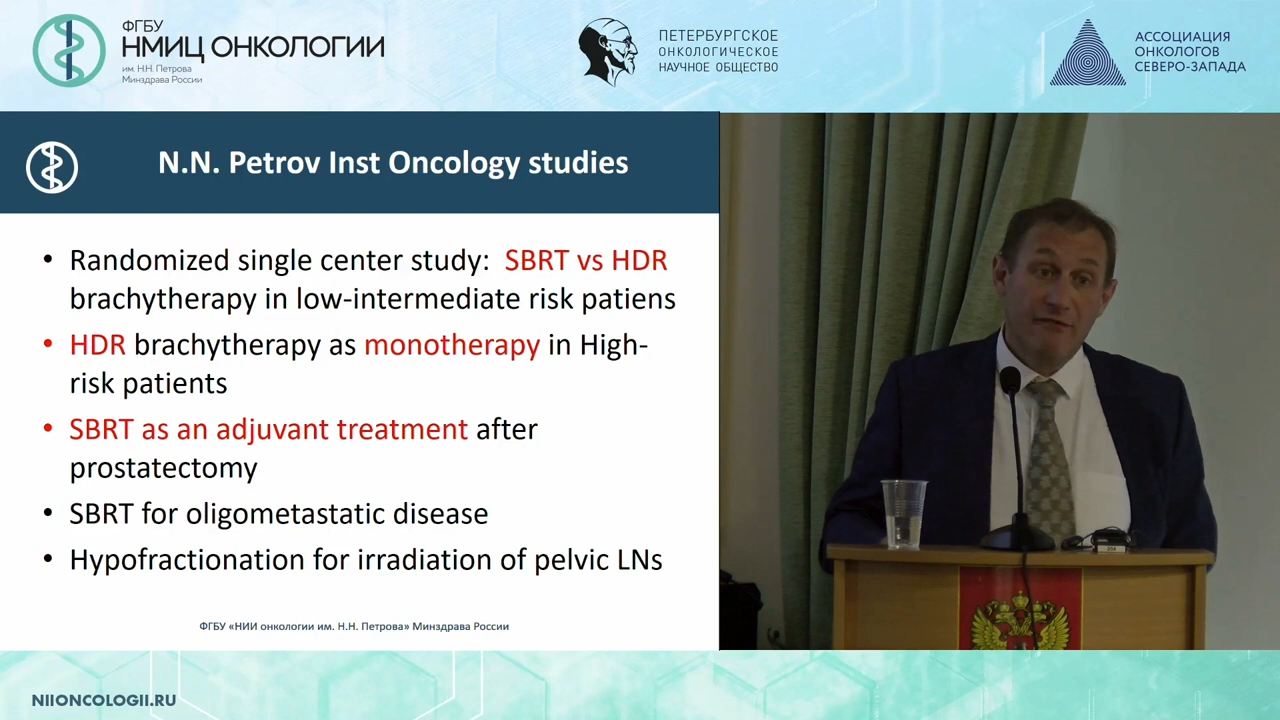 ФГБУ
НМИЦ ОНКОЛОГИИ
им. Н.Н. Петрова
Минздрава России
ПЕТЕРБУРГСКОЕ
ОНКОЛОГИЧЕСКОЕ
НАУЧНОЕ ОБЩЕСТВО
АССОЦИАЦИЯ
ОНКОЛОГОВ
СЕВЕРО-ЗАПАДА
N.N. Petrov Inst Oncology studies
• Randomized single center study: SBRT vs HDR
brachytherapy in low-intermediate risk patiens
• HDR brachytherapy as monotherapy in High-
risk patients
• SBRT as an adjuvant treatment after
prostatectomy
• SBRT for oligometastatic disease
• Hypofractionation for irradiation of pelvic LNs
ФГБУ «НИИ онкологии им. Н.Н. Петрова» Минздрава России
NIIONCOLOGII.RU